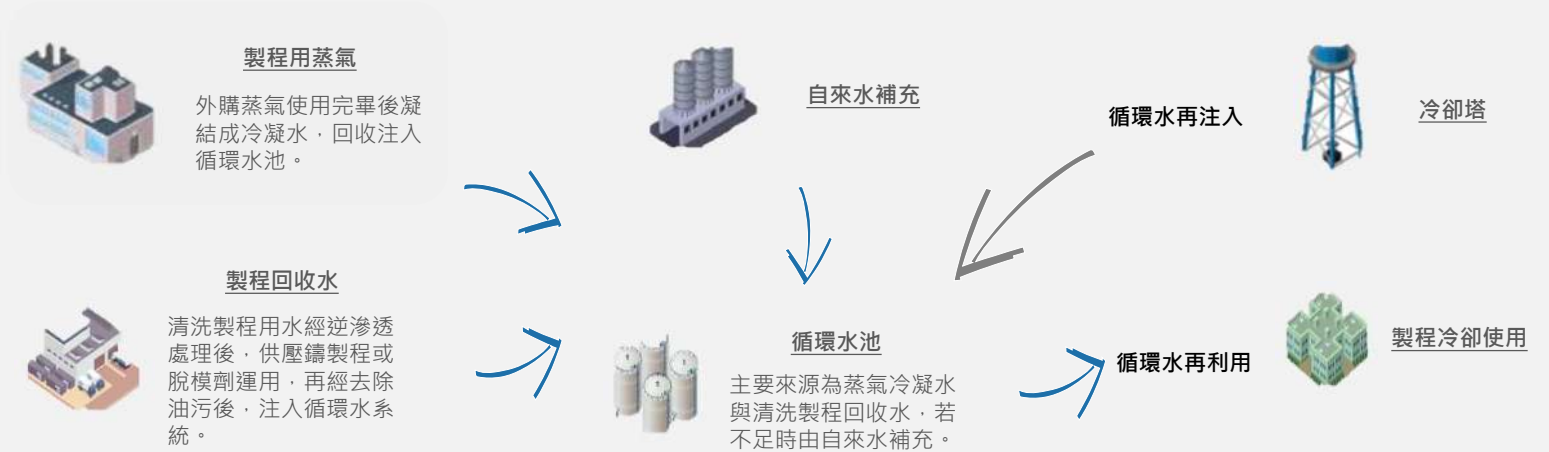 製程用蒸氣
外購蒸氣使用完畢後凝
結成冷凝水，回收注入
循環水池。
自來水補充
循環水再注入
冷卻塔
製程回收水
清洗製程用水經逆滲透
處理後，供壓鑄製程或
脫模劑運用，再經去除
油污後，注入循環水系
統。
循環水池
主要來源為蒸氣冷凝水
與清洗製程回收水，若
不足時由自來水補充。
循環水再利用
製程冷卻使用